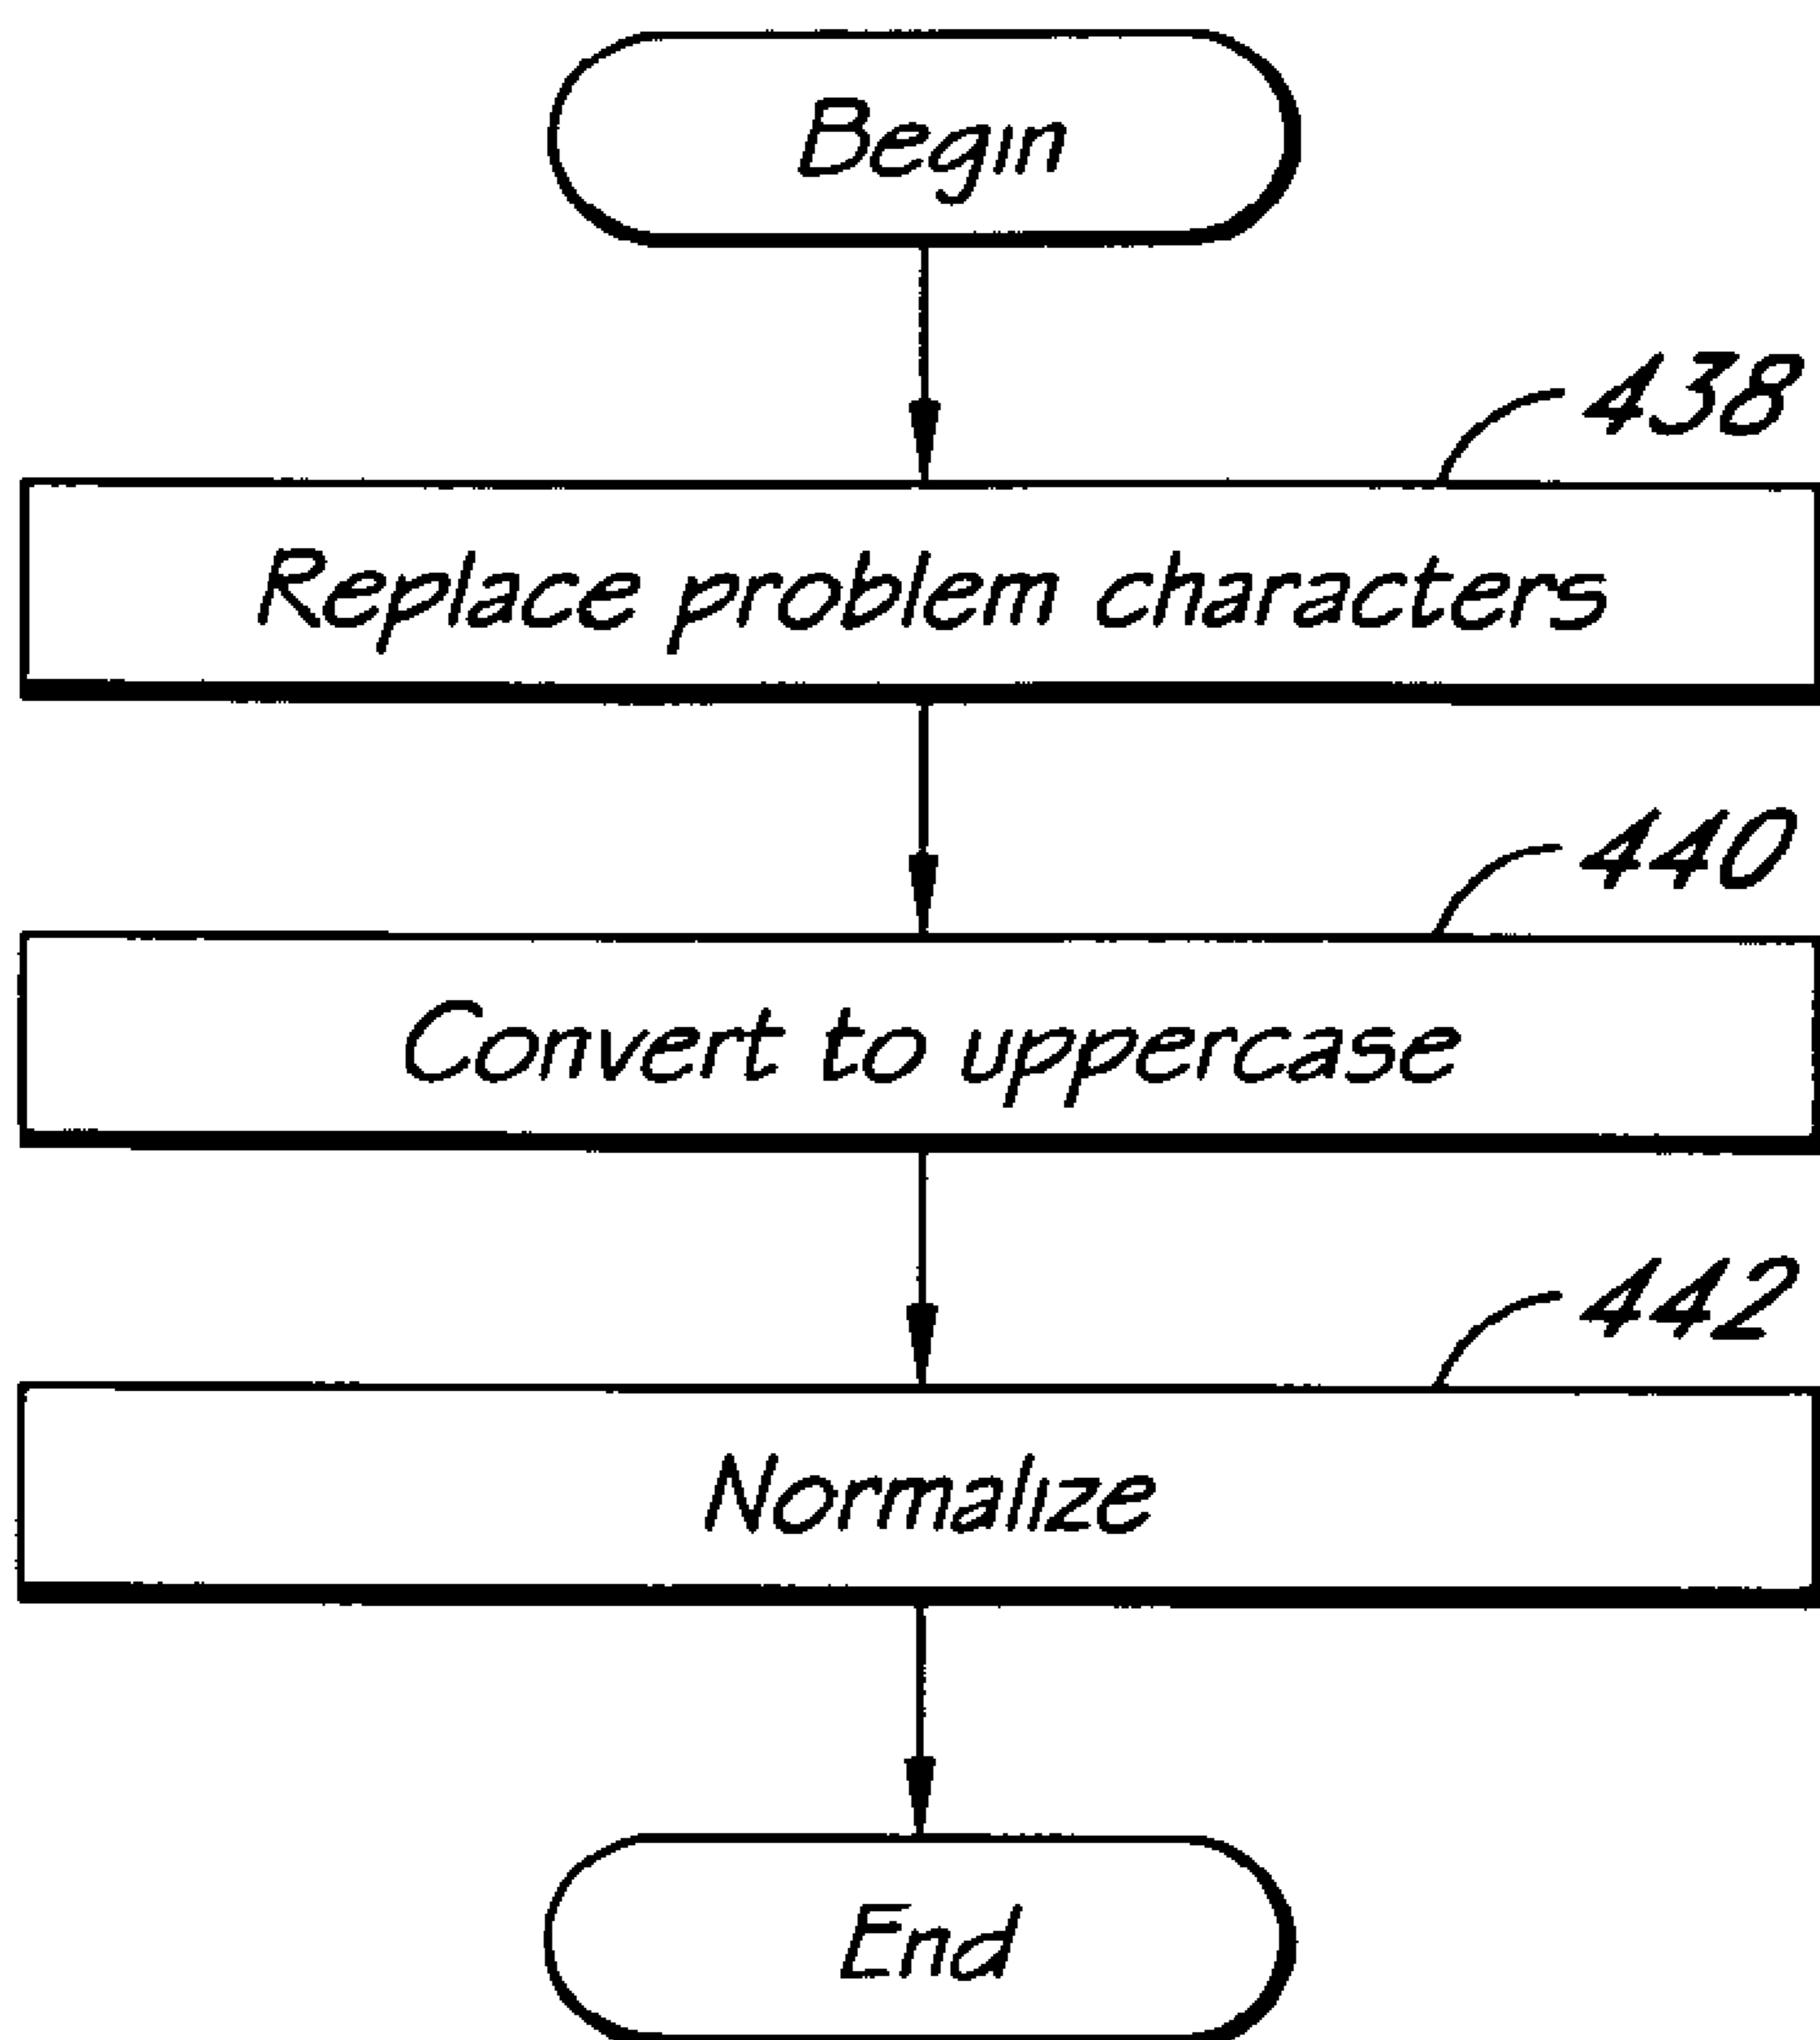 Begin
438
Replace problem characters
440
Convert to uppercase
442
Normalize
End